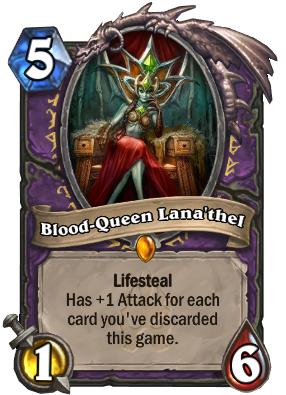 5
Blood-Queen Lana'thel
Lifesteal
Has +1 Attack for each
card you've discarded
this game.
1
6